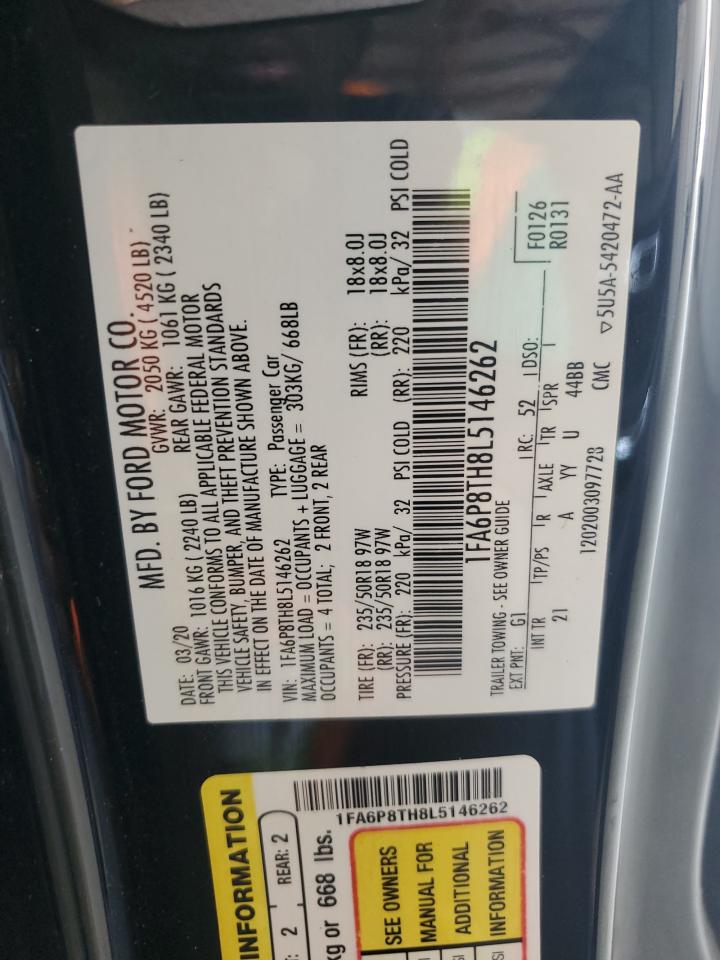 MFD. BY FORD MOTOR CO.
DATE: 03/20 GVWR: 2050 KG ( 4520 LB)
FRONT GAWR: 1016 KG ( 2240 LB) REAR GAWR: 1061 KG ( 2340 LB)
THIS VEHICLE CONFORMS TO ALL APPLICABLE FEDERAL MOTOR
VEHICLE SAFETY, BUMPER, AND THEFT PREVENTION STANDARDS
IN EFFECT ON THE DATE OF MANUFACTURE SHOWN ABOVE.
VIN: 1FA6P8TH8L5146262 TYPE: Passenger Car
MAXIMUM LOAD = OCCUPANTS + LUGGAGE = 303KG/ 668LB
OCCUPANTS = 4 TOTAL; 2 FRONT, 2 REAR
TIRE (FR): 235/50R18 97W RIMS (FR): 18x8.0J
(RR): 235/50R18 97W (RR): 18x8.0J
PRESSURE (FR): 220 kPa/ 32 PSI COLD (RR): 220 kPa/ 32 PSI COLD
1FA6P8TH8L5146262
TRAILER TOWING - SEE OWNER GUIDE
EXT PNT: G1 RC: 52 DSO: F0126
R0131
INT TR TP/PS R AXLE TR SPR
21 A YY U 44BB
1202003097728 CMC
▽5U5A-5420472-AA
INFORMATION
2 REAR: 2
kg or 668 lbs.
1FA6P8TH8L5146262
SEE OWNERS
MANUAL FOR
ADDITIONAL
INFORMATION